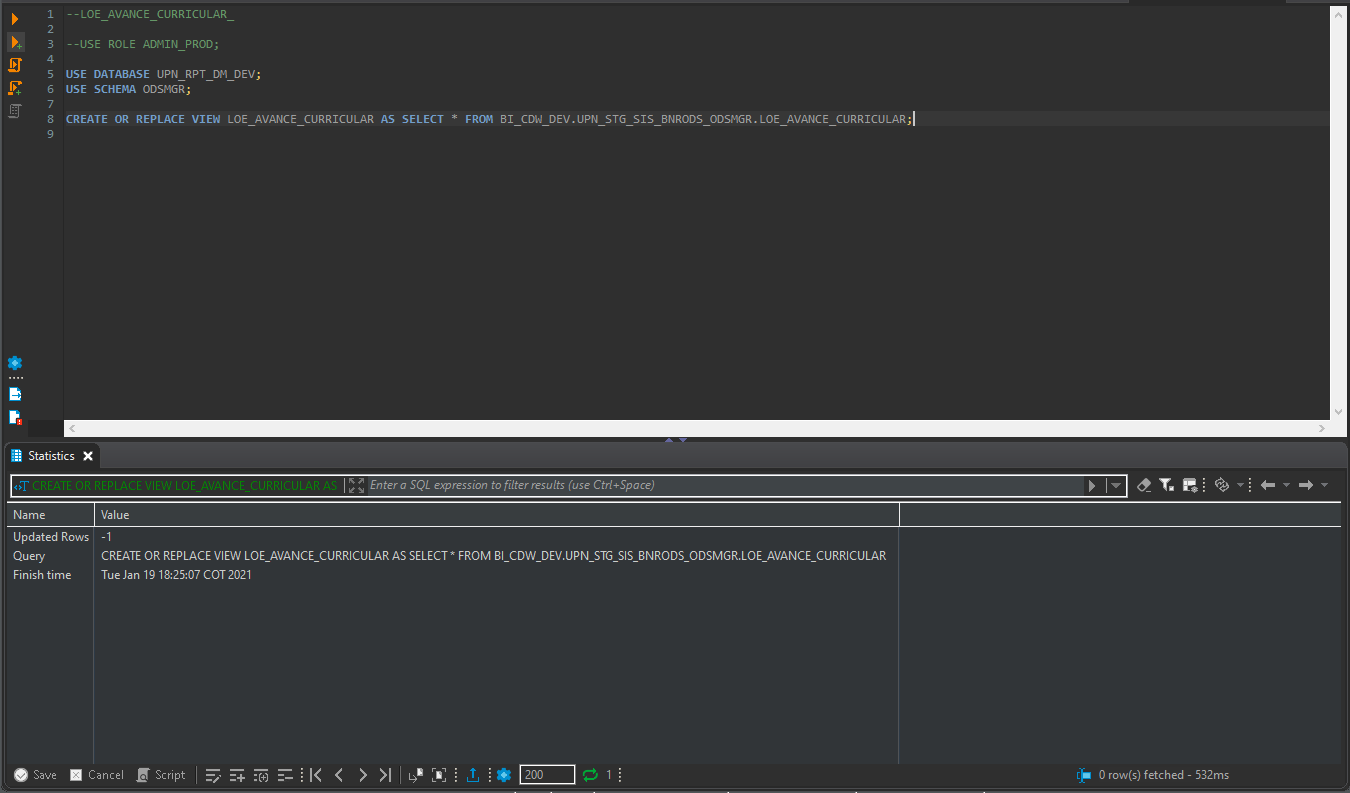 1 --LOE_AVANCE_CURRICULAR_
2
3 --USE ROLE ADMIN_PROD;
4
5 USE DATABASE UPN_RPT_DM_DEV;
6 USE SCHEMA ODSMGR;
7
8 CREATE OR REPLACE VIEW LOE_AVANCE_CURRICULAR AS SELECT * FROM BI_CDW_DEV.UPN_STG_SIS_BNRODS_ODSMGR.LOE_AVANCE_CURRICULAR;
9
Statistics
CREATE OR REPLACE VIEW LOE_AVANCE_CURRICULAR AS Enter a SQL expression to filter results (use Ctrl+Space)
Name Value
Updated Rows -1
Query CREATE OR REPLACE VIEW LOE_AVANCE_CURRICULAR AS SELECT * FROM BI_CDW_DEV.UPN_STG_SIS_BNRODS_ODSMGR.LOE_AVANCE_CURRICULAR
Finish time Tue Jan 19 18:25:07 COT 2021
Save Cancel Script 200 1 0 row(s) fetched - 532ms